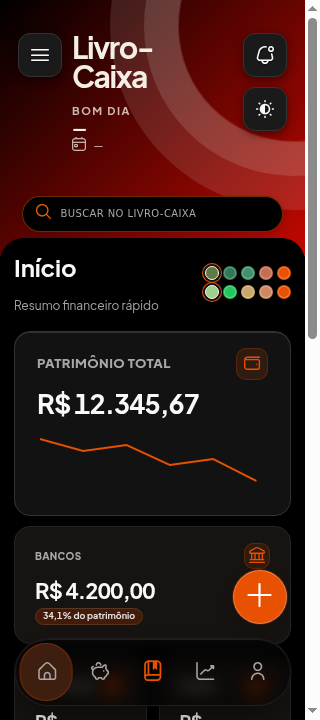 Livro-
Caixa
BOM DIA
—
—
BUSCAR NO LIVRO-CAIXA
Início
Resumo financeiro rápido
PATRIMÔNIO TOTAL
R$ 12.345,67
BANCOS
R$ 4.200,00
34,1% do patrimônio